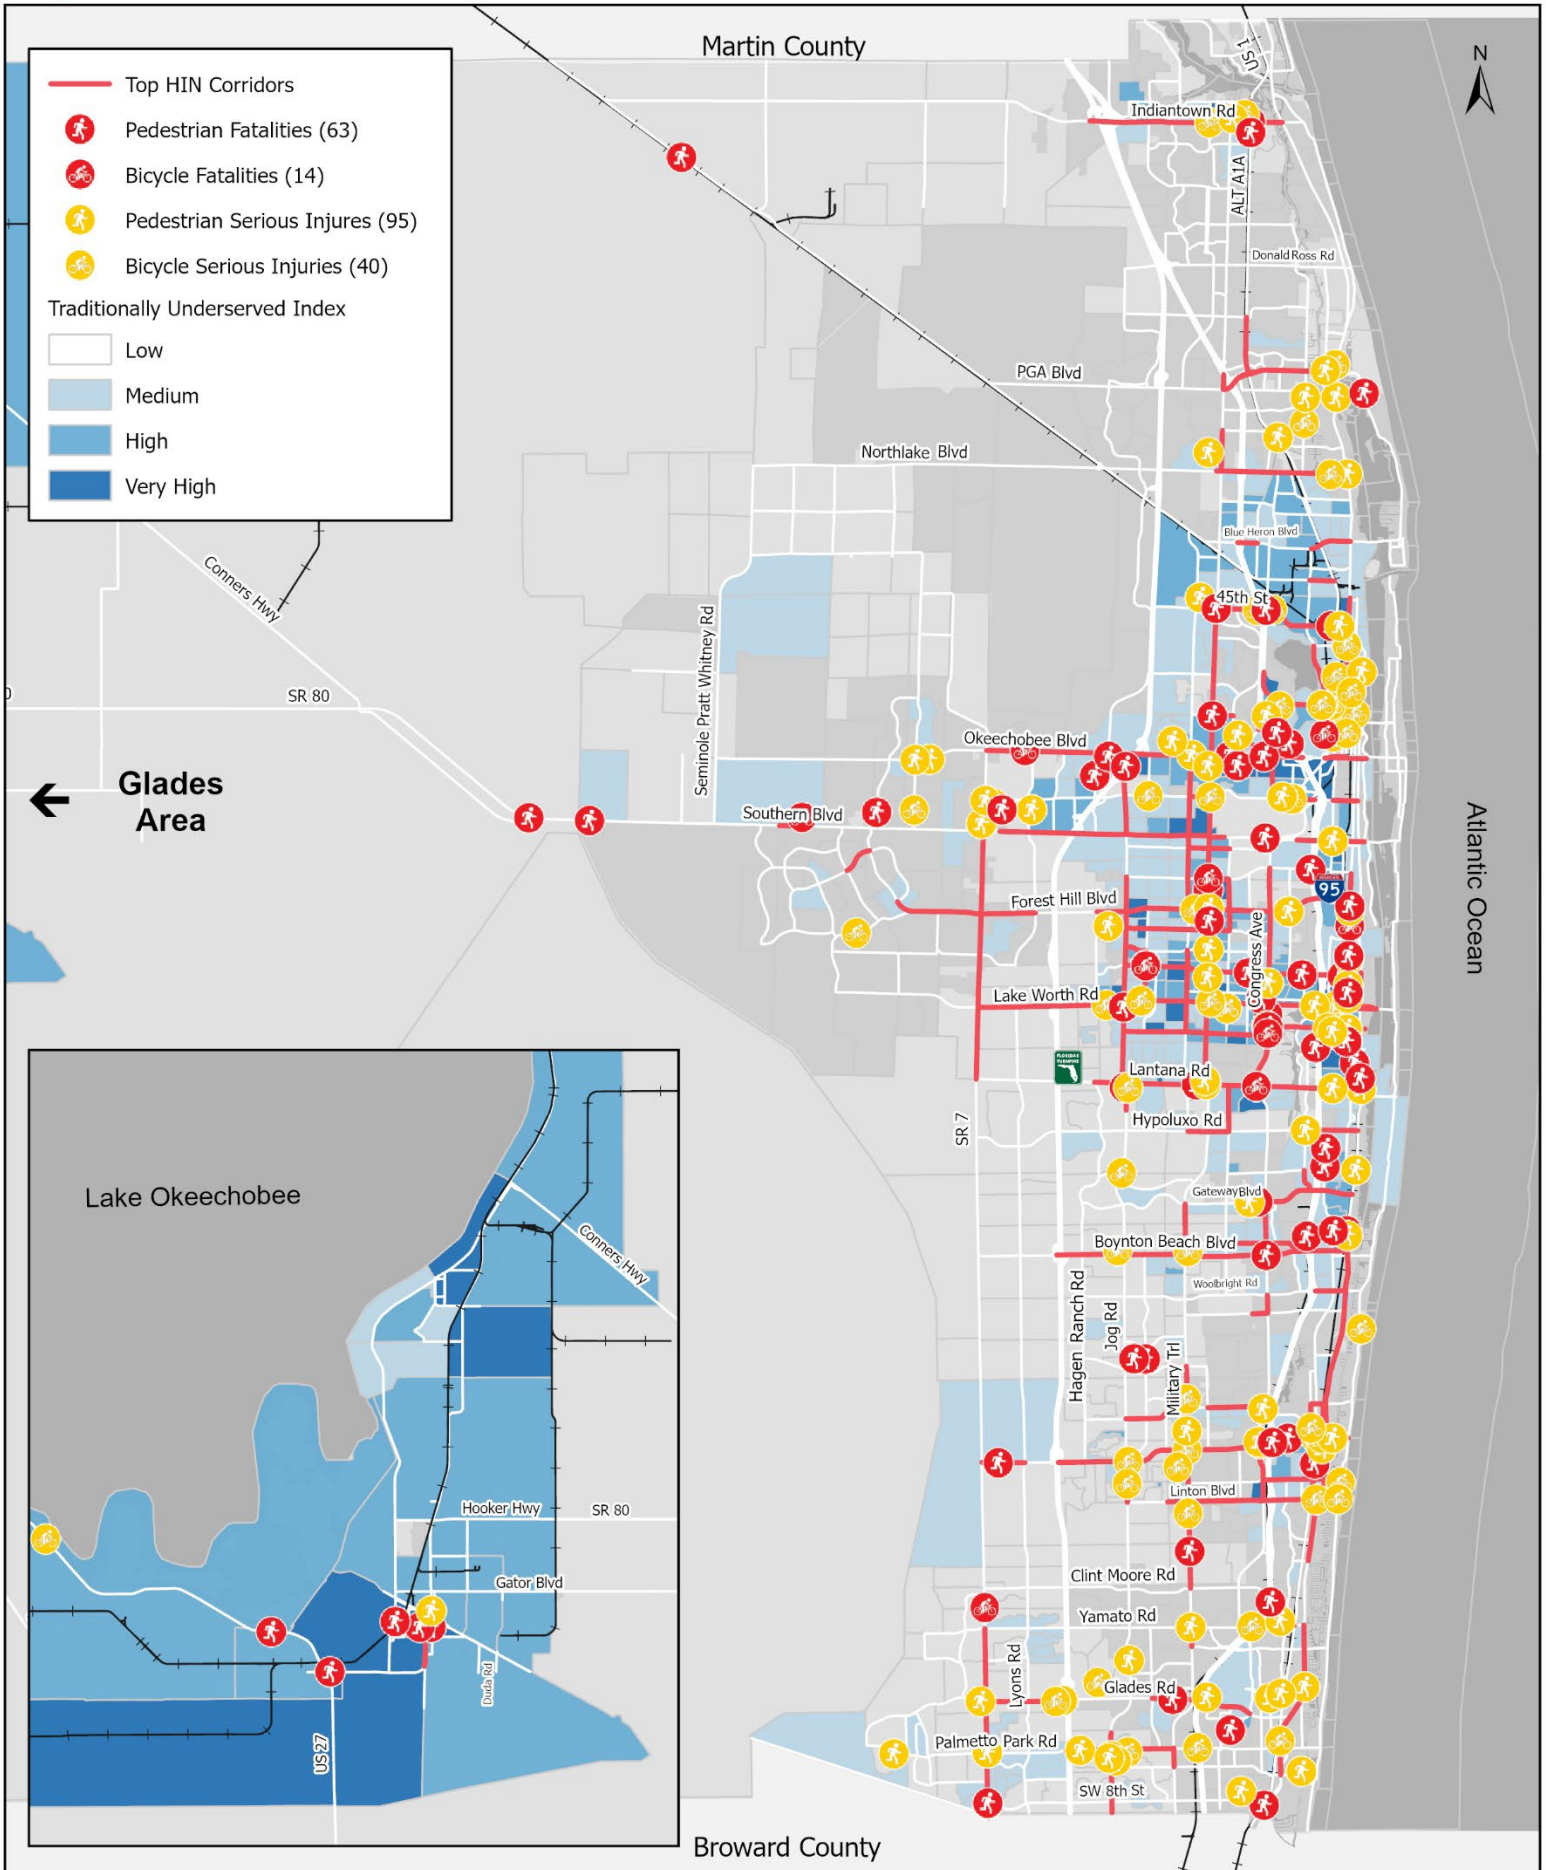 Martin County
N
Top HIN Corridors
Pedestrian Fatalities (63)
Bicycle Fatalities (14)
Pedestrian Serious Injures (95)
Bicycle Serious Injuries (40)
Traditionally Underserved Index
Low
Medium
High
Very High
US 1
Indiantown Rd
ALT A1A
Donald Ross Rd
PGA Blvd
Northlake Blvd
Blue Heron Blvd
Conners Hwy
45th St
Seminole Pratt Whitney Rd
SR 80
Okeechobee Blvd
Glades
Area
Southern Blvd
Atlantic Ocean
95
Forest Hill Blvd
Congress Ave
Lake Worth Rd
FLORIDA'S
TURNPIKE
Lantana Rd
SR 7
Hypoluxo Rd
Gateway Blvd
Boynton Beach Blvd
Woolbright Rd
Hagen Ranch Rd
Jog Rd
Military Trl
Linton Blvd
Clint Moore Rd
Yamato Rd
Lyons Rd
Glades Rd
Palmetto Park Rd
SW 8th St
Lake Okeechobee
Conners Hwy
Hooker Hwy
SR 80
Gator Blvd
Duda Rd
US 27
Broward County